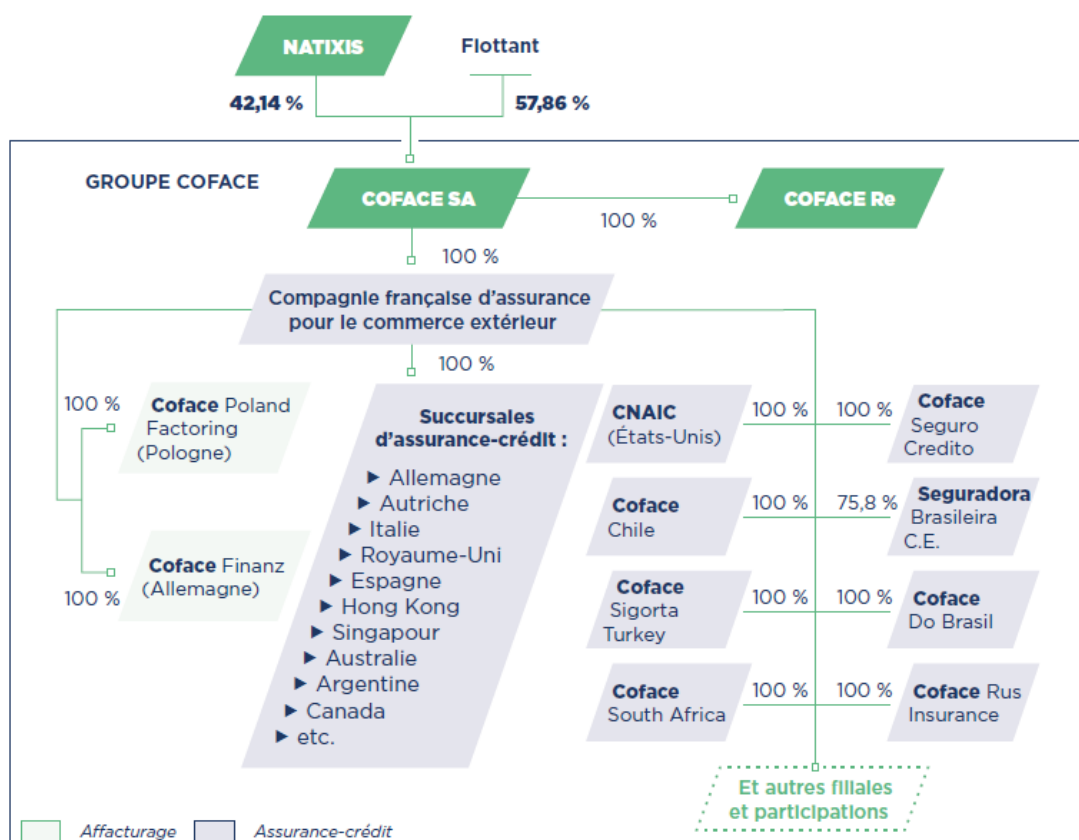 NATIXIS
Flottant
42,14 %
57,86 %
GROUPE COFACE
COFACE SA
COFACE Re
100 %
100 %
Compagnie française d'assurance
pour le commerce extérieur
100 %
100 %
Coface Poland
Factoring
(Pologne)
Coface Finanz
(Allemagne)
100 %
Succursales
d'assurance-crédit :
► Allemagne
► Autriche
► Italie
► Royaume-Uni
► Espagne
► Hong Kong
► Singapour
► Australie
► Argentine
► Canada
► etc.
CNAIC
(États-Unis)
100 %
100 %
Coface
Seguro
Credito
Coface
Chile
100 %
75,8 %
Seguradora
Brasileira
C.E.
Coface
Sigorta
Turkey
100 %
100 %
Coface
Do Brasil
Coface
South Africa
100 %
100 %
Coface Rus
Insurance
Et autres filiales
et participations
Affacturage
Assurance-crédit